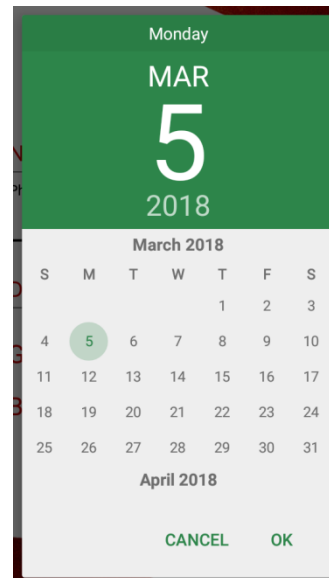 Monday
MAR
5
2018
March 2018
S M T W T F S
1 2 3
4 5 6 7 8 9 10
11 12 13 14 15 16 17
18 19 20 21 22 23 24
25 26 27 28 29 30 31
April 2018
CANCEL OK